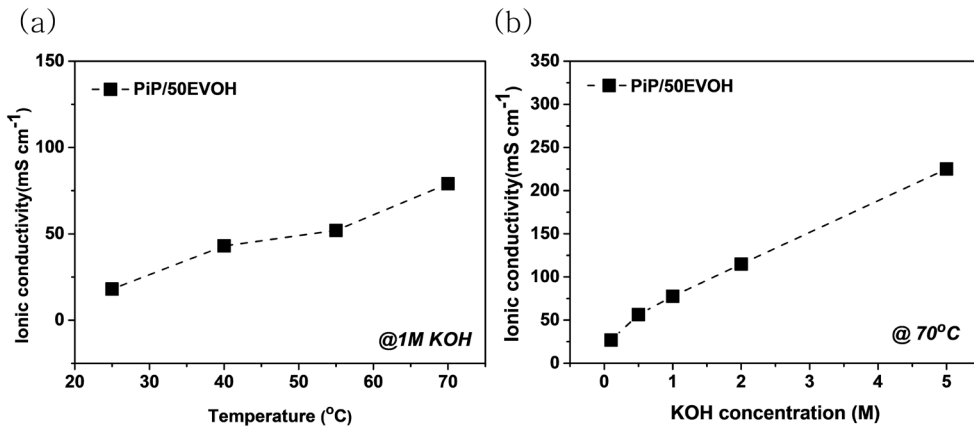 (a)
150
100
50
0
Ionic conductivity(mS cm-1)
PiP/50EVOH
@1M KOH
20 30 40 50 60 70
Temperature (oC)
(b)
350
300
250
200
150
100
50
0
Ionic conductivity(mS cm-1)
PiP/50EVOH
@ 70oC
0 1 2 3 4 5
KOH concentration (M)